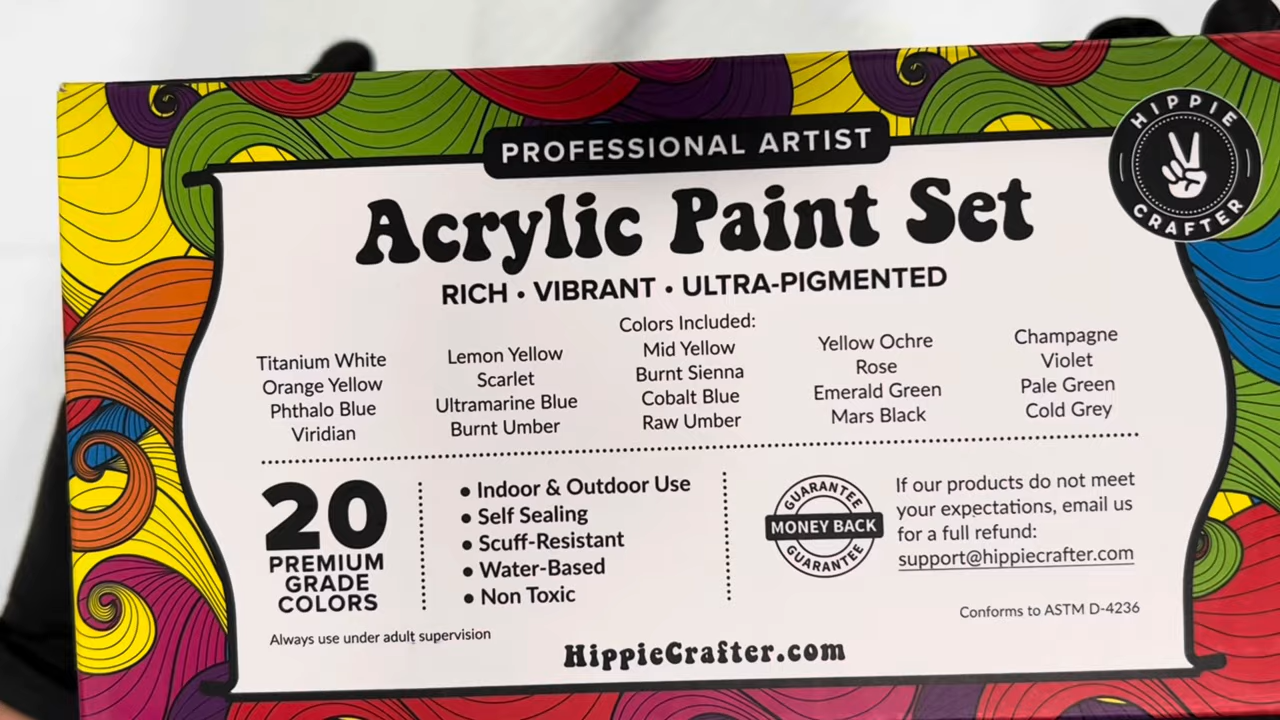 PROFESSIONAL ARTIST
HIPPIE
CRAFTER
Acrylic Paint Set
RICH • VIBRANT • ULTRA-PIGMENTED
Colors Included:
Titanium White
Orange Yellow
Phthalo Blue
Viridian
Lemon Yellow
Scarlet
Ultramarine Blue
Burnt Umber
Mid Yellow
Burnt Sienna
Cobalt Blue
Raw Umber
Yellow Ochre
Rose
Emerald Green
Mars Black
Champagne
Violet
Pale Green
Cold Grey
20
PREMIUM
GRADE
COLORS
• Indoor & Outdoor Use
• Self Sealing
• Scuff-Resistant
• Water-Based
• Non Toxic
GUARANTEE
MONEY BACK
GUARANTEE
If our products do not meet
your expectations, email us
for a full refund:
support@hippiecrafter.com
Conforms to ASTM D-4236
Always use under adult supervision
HippieCrafter.com